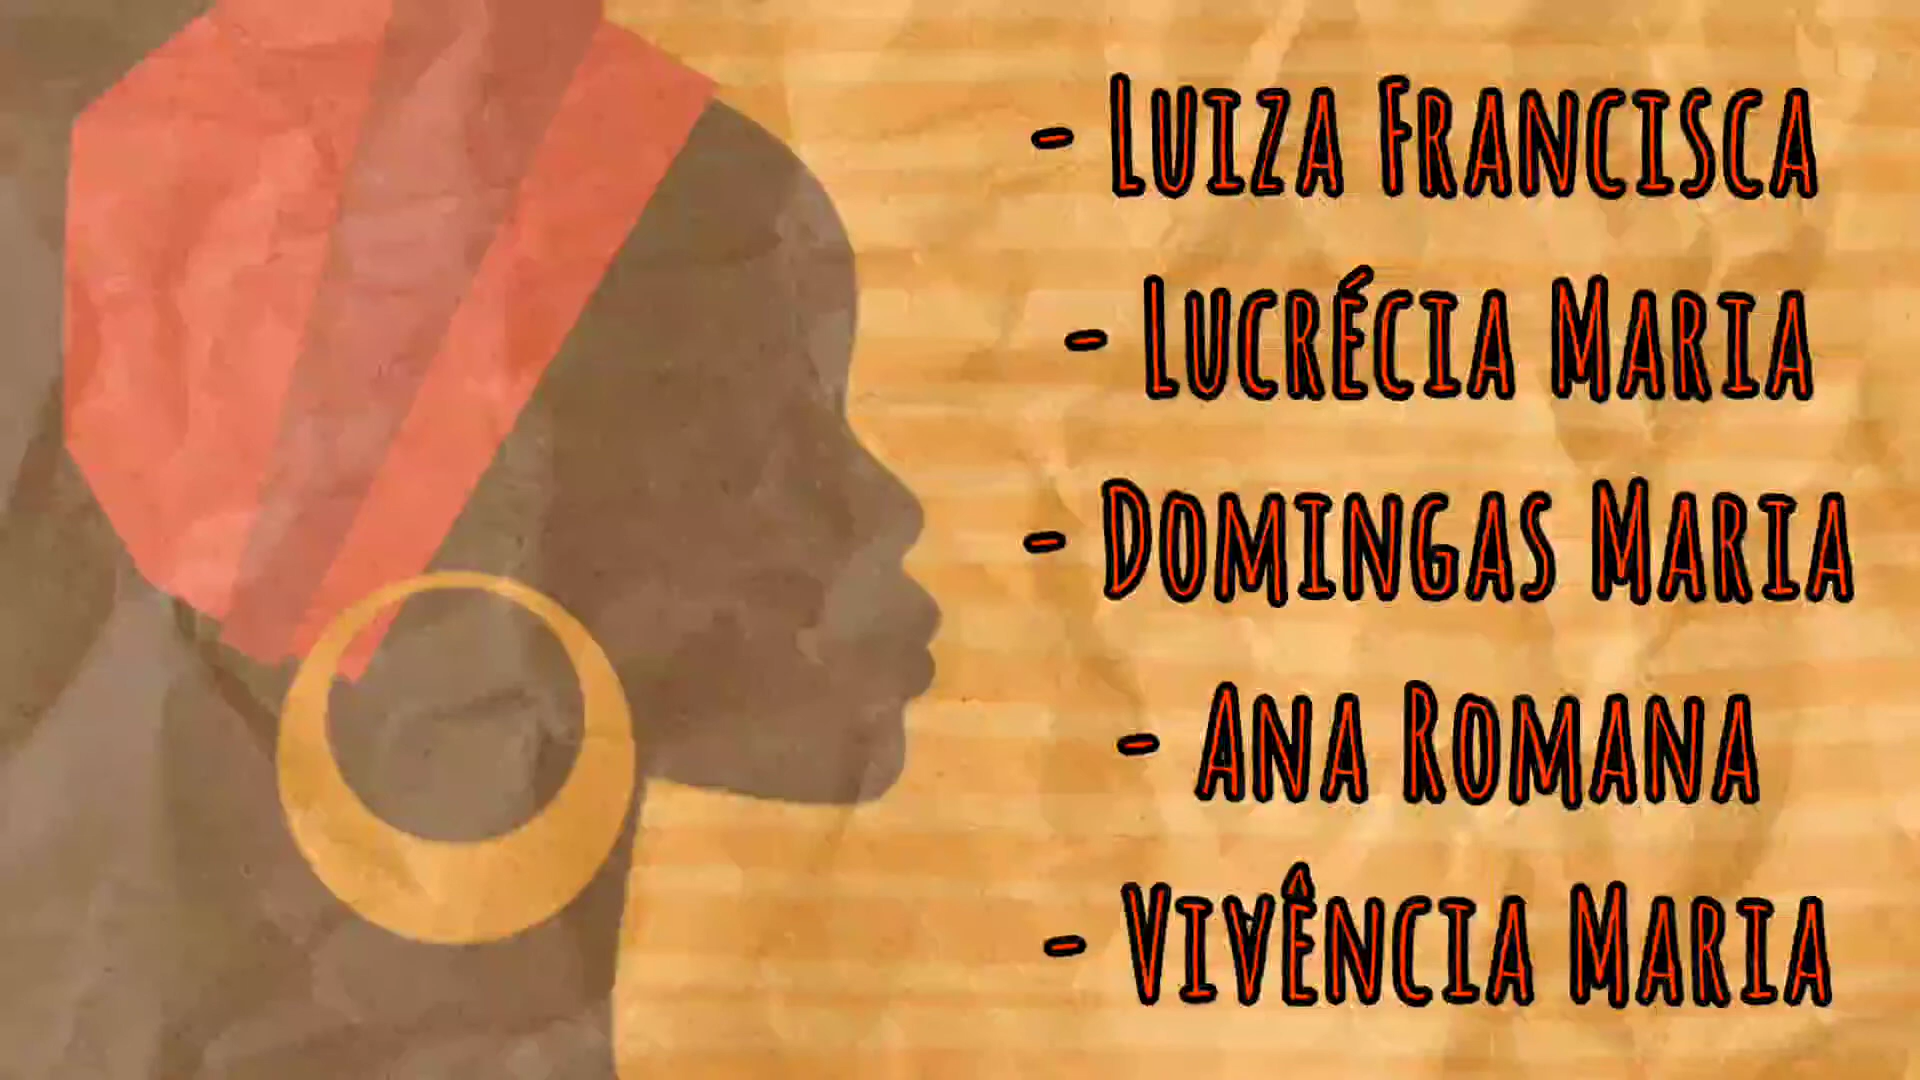 - Luiza Francisca
- Lucrécia Maria
- Domingas Maria
- Ana Romana
- Vivência Maria